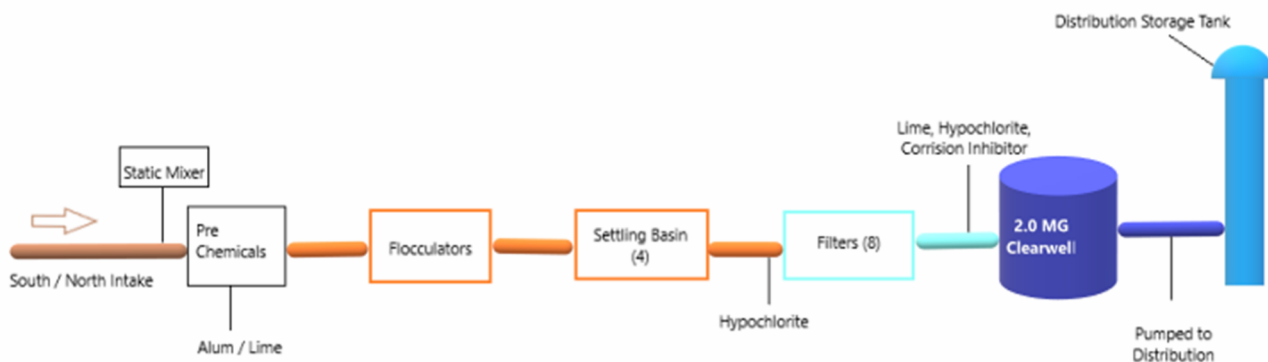 Distribution Storage Tank
Lime, Hypochlorite,
Corrision Inhibitor
Static Mixer
Pre
Chemicals
Flocculators
Settling Basin
(4)
Filters (8)
2.0 MG
Clearwell
South / North Intake
Hypochlorite
Alum / Lime
Pumped to
Distribution